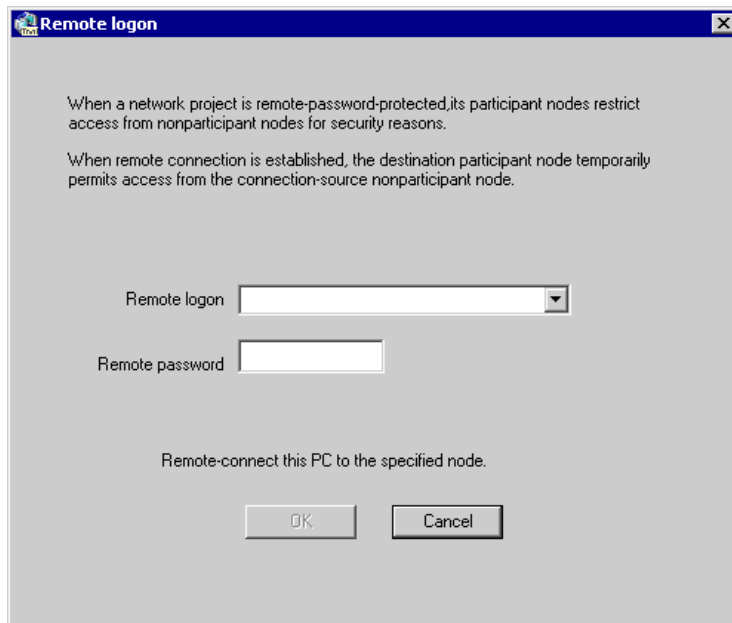 Remote logon
When a network project is remote-password-protected,its participant nodes restrict
access from nonparticipant nodes for security reasons.
When remote connection is established, the destination participant node temporarily
permits access from the connection-source nonparticipant node.
Remote logon
Remote password
Remote-connect this PC to the specified node.
OK
Cancel